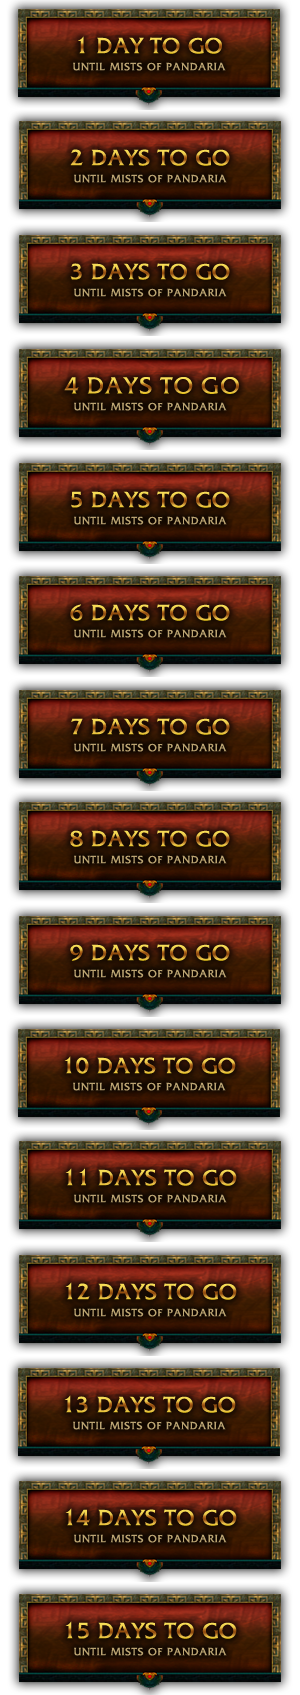 1 DAY TO GO
UNTIL MISTS OF PANDARIA
2 DAYS TO GO
UNTIL MISTS OF PANDARIA
3 DAYS TO GO
UNTIL MISTS OF PANDARIA
4 DAYS TO GO
UNTIL MISTS OF PANDARIA
5 DAYS TO GO
UNTIL MISTS OF PANDARIA
6 DAYS TO GO
UNTIL MISTS OF PANDARIA
7 DAYS TO GO
UNTIL MISTS OF PANDARIA
8 DAYS TO GO
UNTIL MISTS OF PANDARIA
9 DAYS TO GO
UNTIL MISTS OF PANDARIA
10 DAYS TO GO
UNTIL MISTS OF PANDARIA
11 DAYS TO GO
UNTIL MISTS OF PANDARIA
12 DAYS TO GO
UNTIL MISTS OF PANDARIA
13 DAYS TO GO
UNTIL MISTS OF PANDARIA
14 DAYS TO GO
UNTIL MISTS OF PANDARIA
15 DAYS TO GO
UNTIL MISTS OF PANDARIA